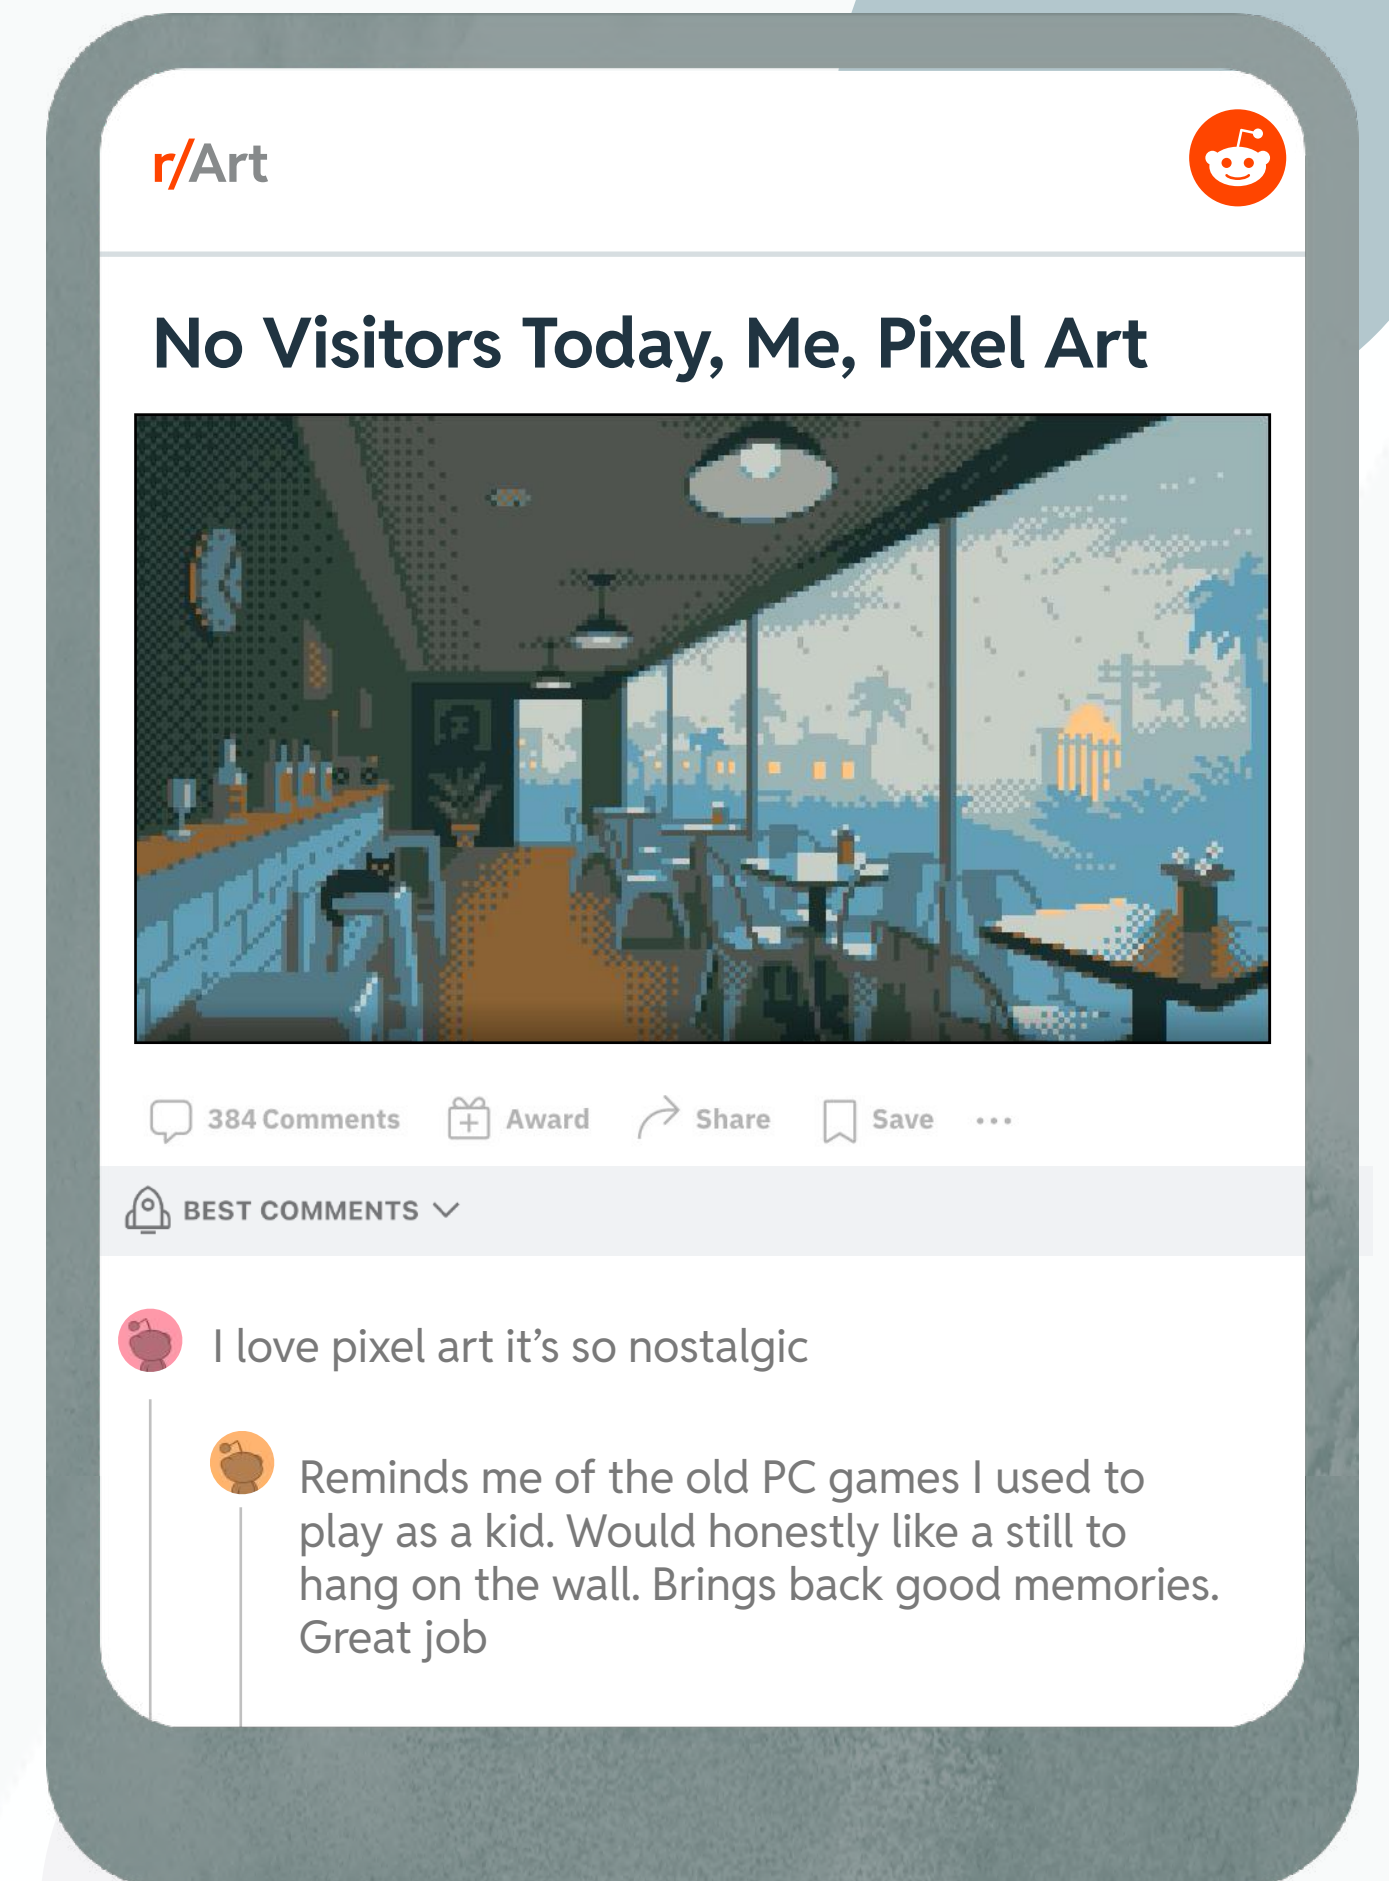 r/Art
No Visitors Today, Me, Pixel Art
384 Comments Award Share Save
BEST COMMENTS
I love pixel art it’s so nostalgic
Reminds me of the old PC games I used to
play as a kid. Would honestly like a still to
hang on the wall. Brings back good memories.
Great job